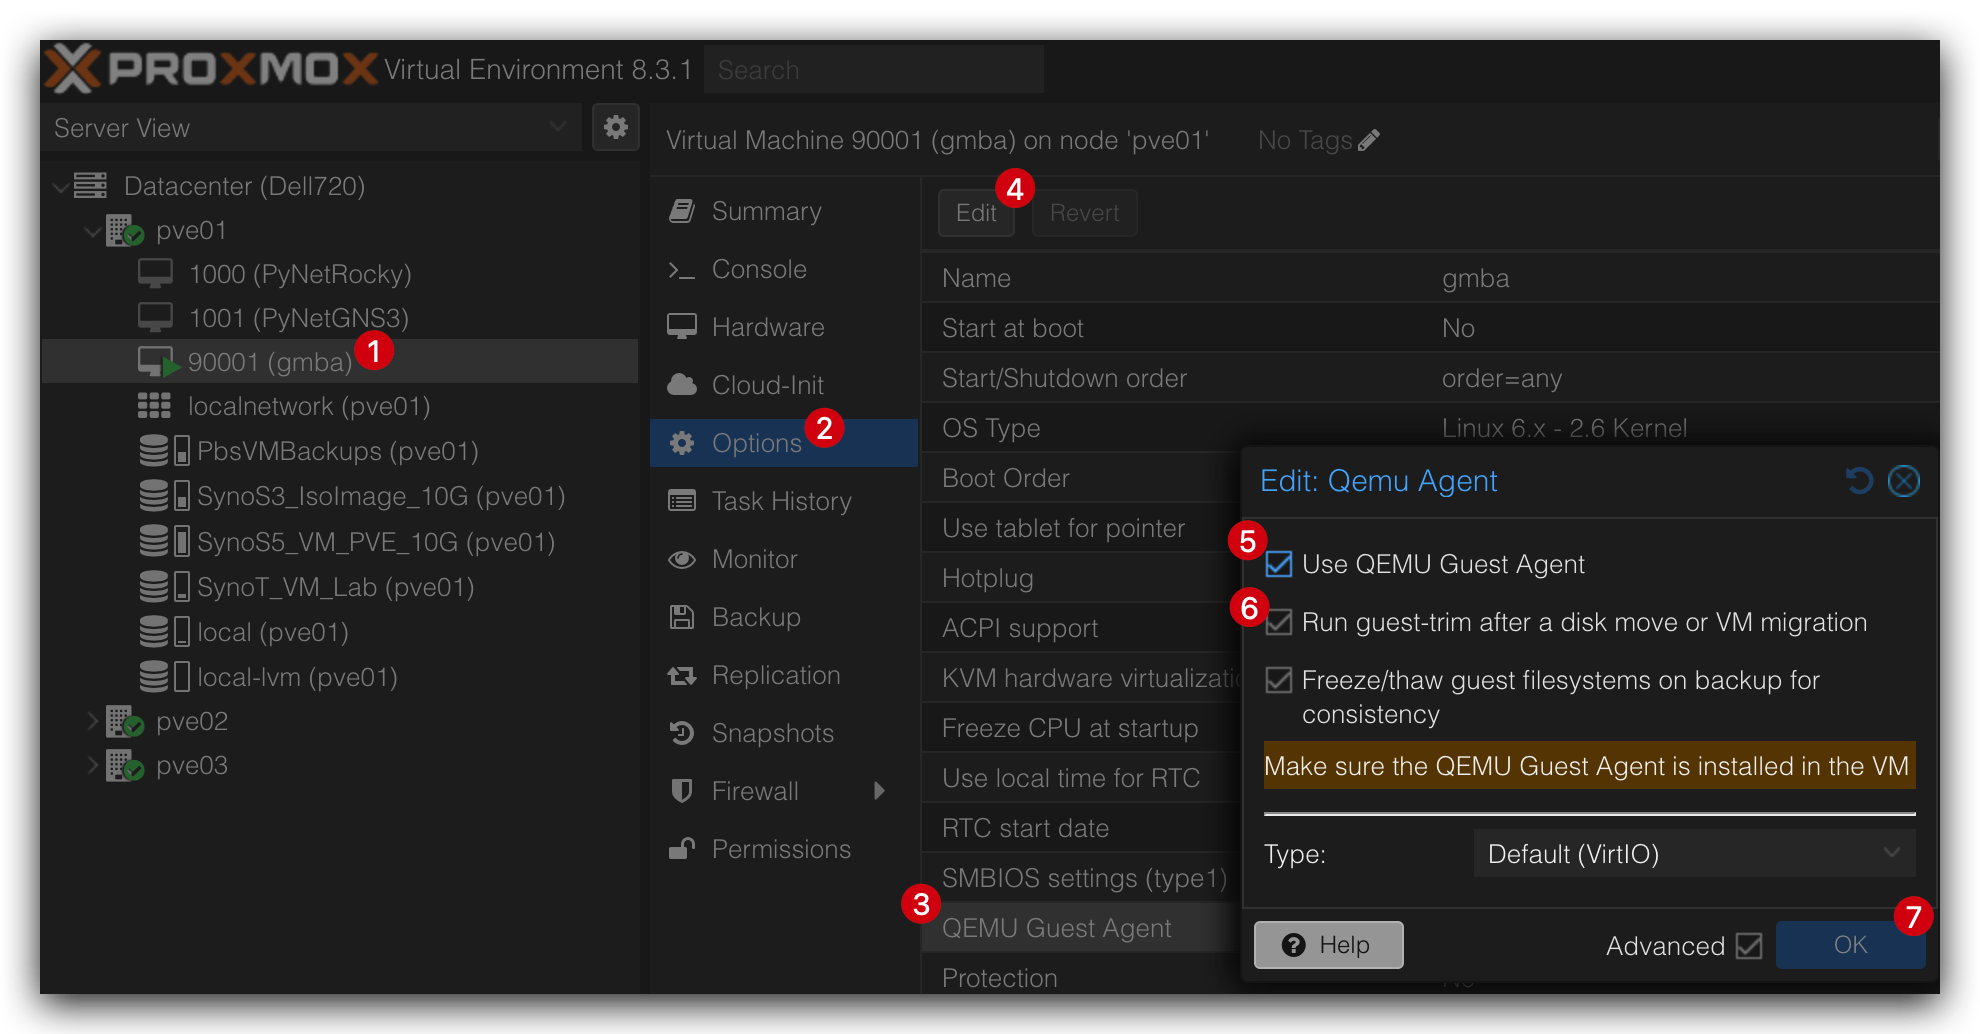 PROXMOX Virtual Environment 8.3.1 Search
Server View
Datacenter (Dell720)
pve01
1000 (PyNetRocky)
1001 (PyNetGNS3)
90001 (gmba) 1
localnetwork (pve01)
PbsVMBackups (pve01)
SynoS3_IsoImage_10G (pve01)
SynoS5_VM_PVE_10G (pve01)
SynoT_VM_Lab (pve01)
local (pve01)
local-lvm (pve01)
pve02
pve03
Virtual Machine 90001 (gmba) on node 'pve01' No Tags
Summary
Console
Hardware
Cloud-Init
Options 2
Task History
Monitor
Backup
Replication
Snapshots
Firewall
Permissions
4
Edit Revert
Name gmba
Start at boot No
Start/Shutdown order order=any
OS Type Linux 6.x - 2.6 Kernel
Boot Order
Use tablet for pointer
Hotplug
ACPI support
KVM hardware virtualizatio
Freeze CPU at startup
Use local time for RTC
RTC start date
SMBIOS settings (type1)
3
QEMU Guest Agent
Protection No
Edit: Qemu Agent
5
Use QEMU Guest Agent
6
Run guest-trim after a disk move or VM migration
Freeze/thaw guest filesystems on backup for
consistency
Make sure the QEMU Guest Agent is installed in the VM
Type: Default (VirtIO)
7
Help Advanced OK